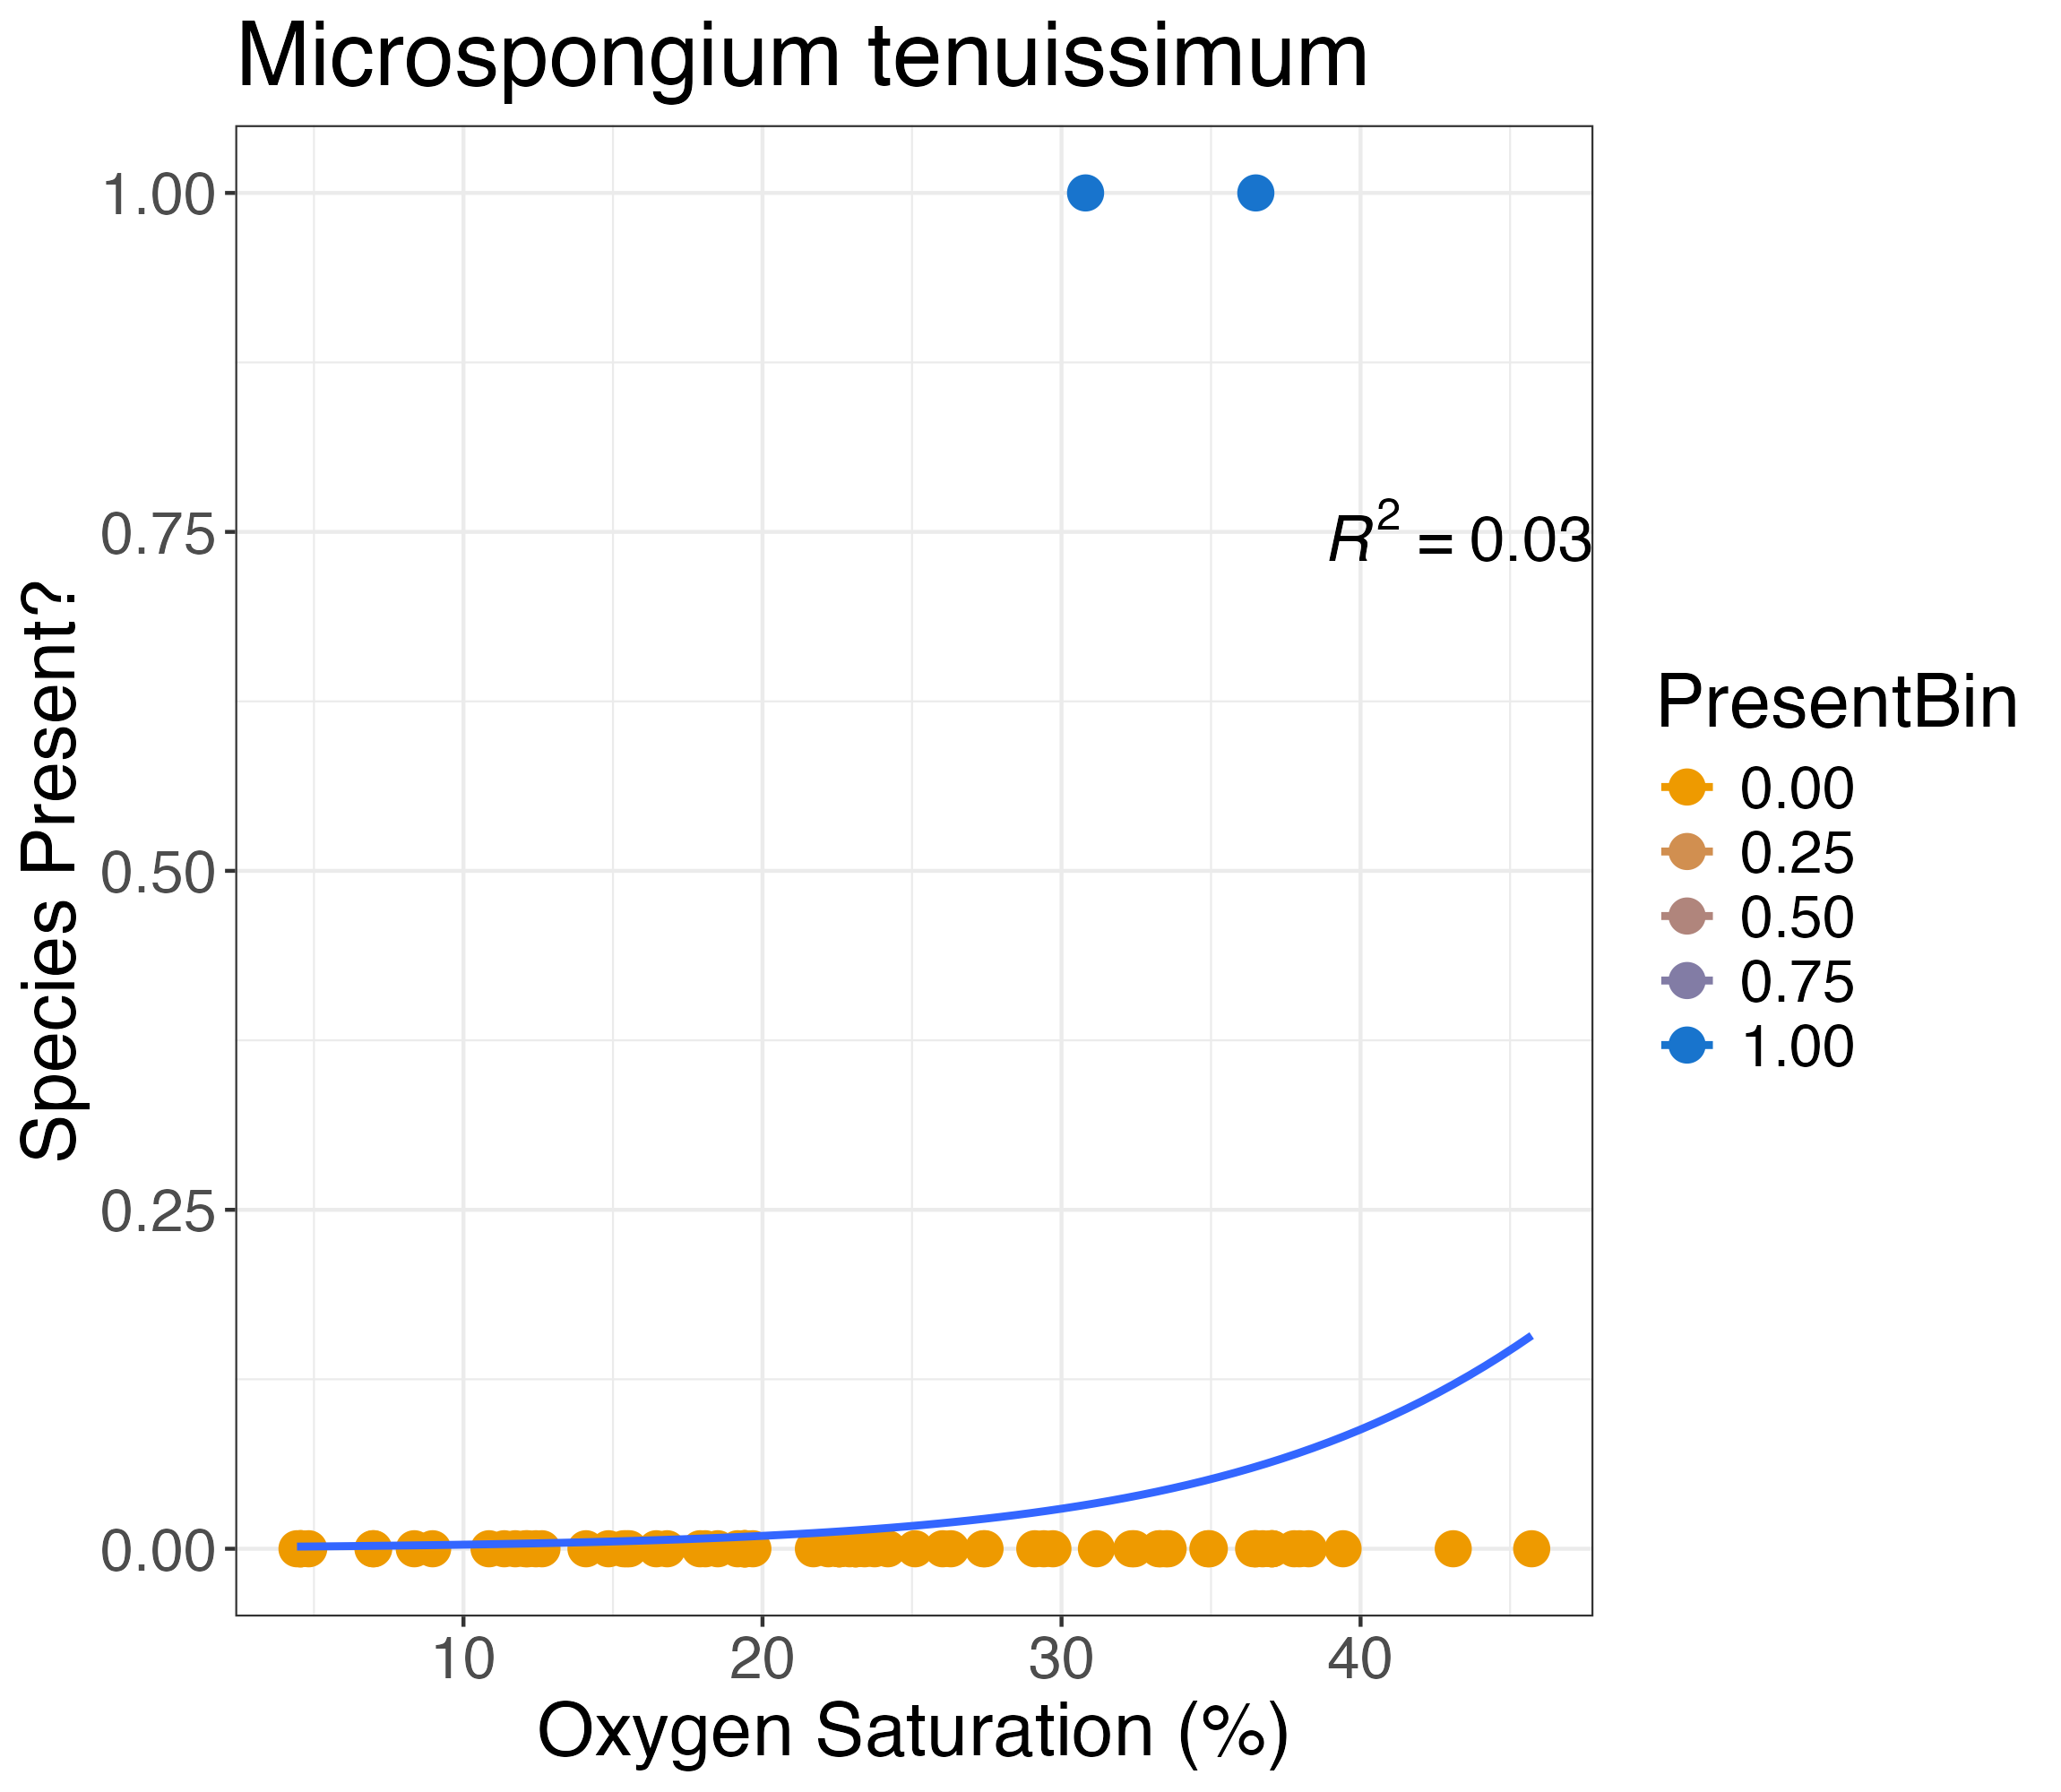 Microspongium tenuissimum
1.00
0.75
0.50
0.25
0.00
Species Present?
R² = 0.03
10 20 30 40
Oxygen Saturation (%)
PresentBin
0.00
0.25
0.50
0.75
1.00